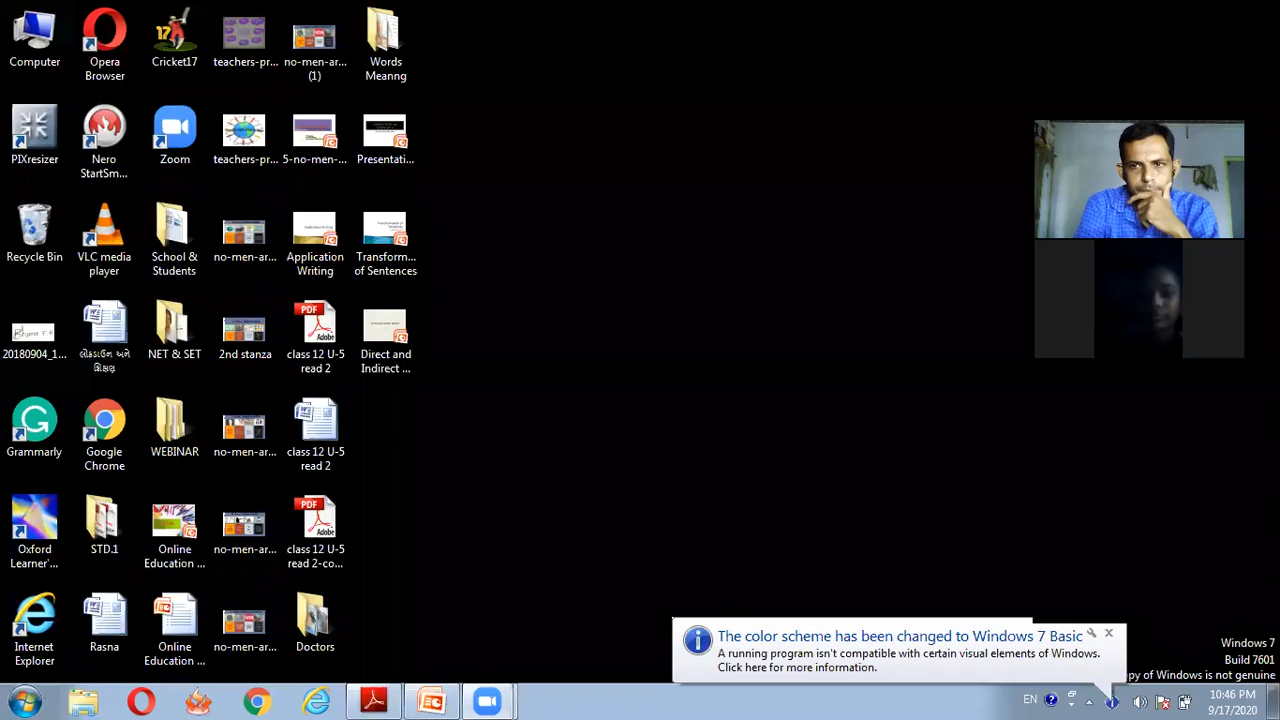 Computer
Opera
Browser
Cricket17
teachers-pr...
no-men-ar...
(1)
Words
Meanng
PIXresizer
Nero
StartSm...
Zoom
teachers-pr...
5-no-men-...
Presentati...
Recycle Bin
VLC media
player
School &
Students
no-men-ar...
Application
Writing
Transform...
of Sentences
20180904_1...
લોકડાઉન અને
શિક્ષણ
NET & SET
2nd stanza
class 12 U-5
read 2
Direct and
Indirect ...
Grammarly
Google
Chrome
WEBINAR
no-men-ar...
class 12 U-5
read 2
Oxford
Learner'...
STD.1
Online
Education ...
no-men-ar...
class 12 U-5
read 2-co...
Internet
Explorer
Rasna
Online
Education ...
no-men-ar...
Doctors
The color scheme has been changed to Windows 7 Basic
A running program isn't compatible with certain visual elements of Windows.
Click here for more information.
Windows 7
Build 7601
py of Windows is not genuine
EN
10:46 PM
9/17/2020